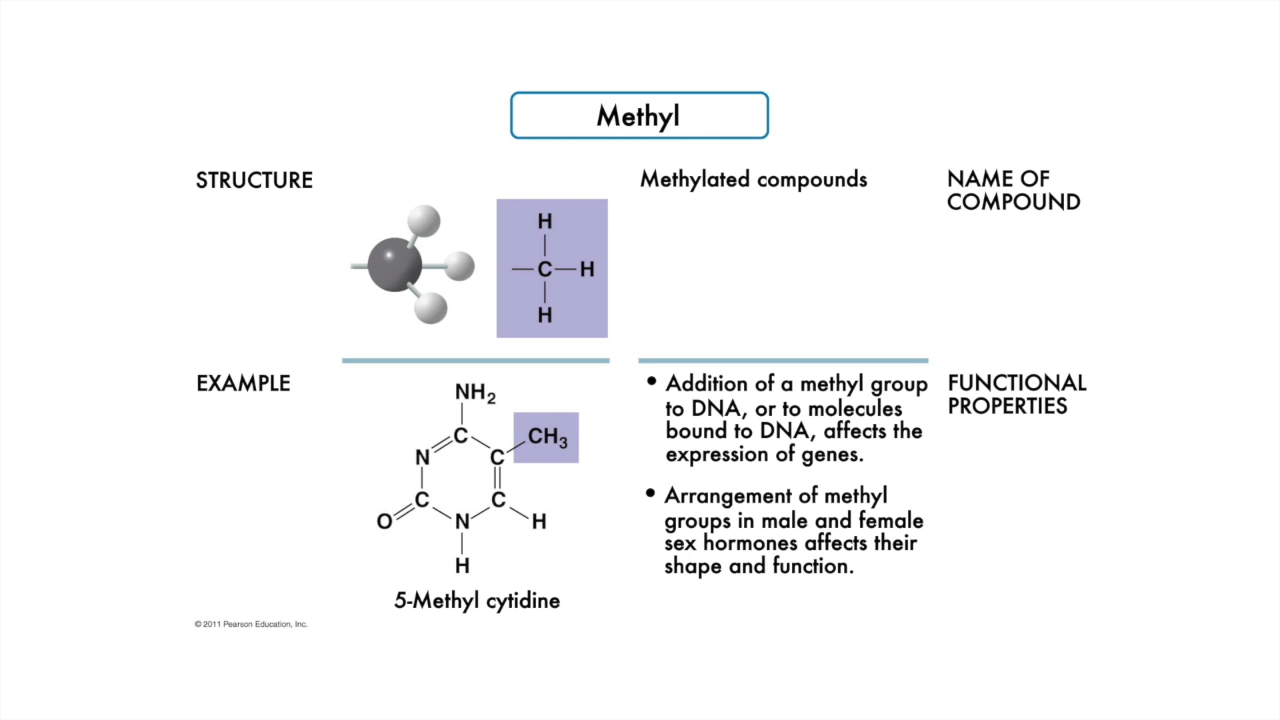 Methyl
STRUCTURE
H
C
H
H
Methylated compounds
NAME OF
COMPOUND
EXAMPLE
NH2
C
CH3
N
C
C
C
O
N
H
H
5-Methyl cytidine
• Addition of a methyl group
to DNA, or to molecules
bound to DNA, affects the
expression of genes.
• Arrangement of methyl
groups in male and female
sex hormones affects their
shape and function.
FUNCTIONAL
PROPERTIES
© 2011 Pearson Education, Inc.